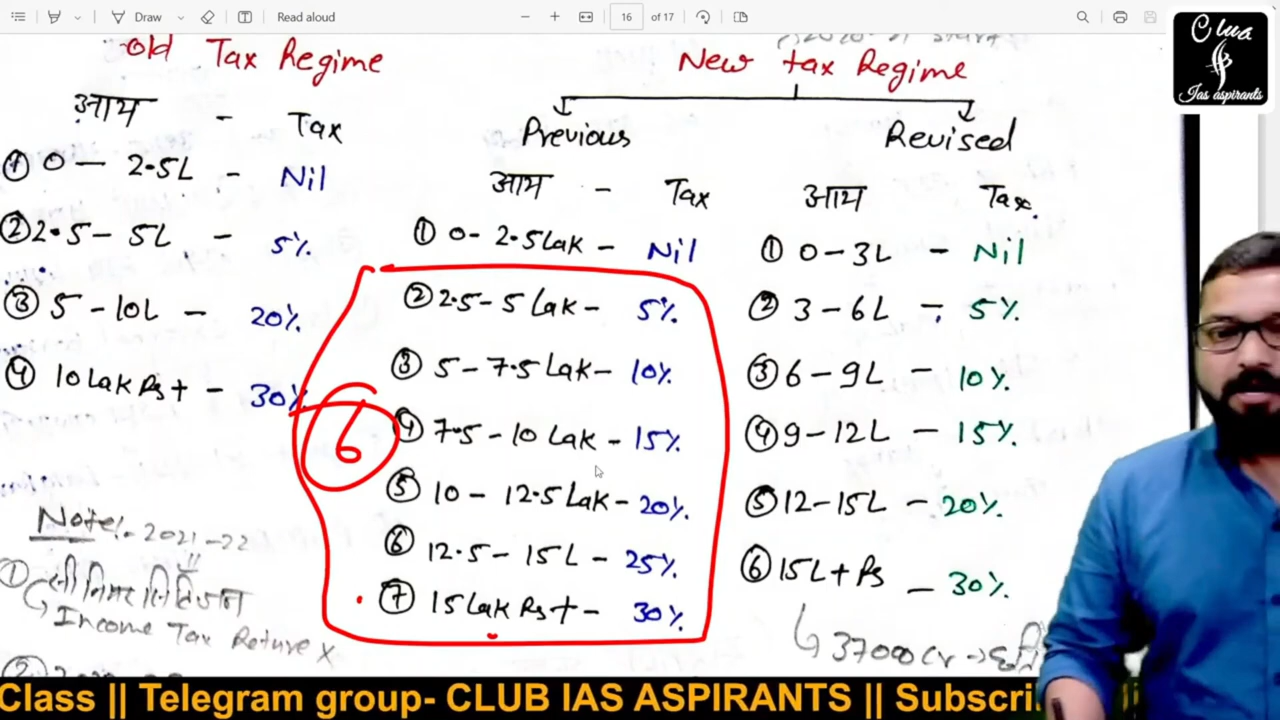 Draw
Read aloud
16 of 17
Clua
Ias aspirants
Old Tax Regime
आय - Tax
① 0 — 2.5L - Nil
② 2.5 - 5L - 5%
③ 5 - 10L - 20%
④ 10 Lak Rs + - 30%
Note:- 2021-22
①
Income Tax Return X
New tax Regime
Previous
आय - Tax
① 0 - 2.5 Lak - Nil
② 2.5 - 5 Lak - 5%
③ 5 - 7.5 Lak - 10%
④ 7.5 - 10 Lak - 15%
⑤ 10 - 12.5 Lak - 20%
⑥ 12.5 - 15L - 25%
⑦ 15 Lak Rs + - 30%
6
Revised
आय Tax.
① 0 - 3L - Nil
② 3 - 6L - 5%
③ 6 - 9L - 10%
④ 9 - 12L - 15%
⑤ 12 - 15L - 20%
⑥ 15L + Rs - 30%
37000 Cr →
Class || Telegram group- CLUB IAS ASPIRANTS || Subscri